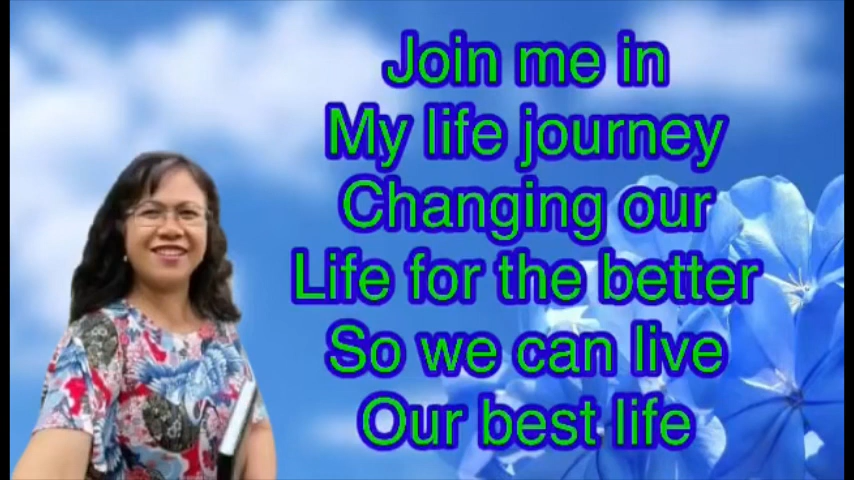 Join me in
My life journey
Changing our
Life for the better
So we can live
Our best life